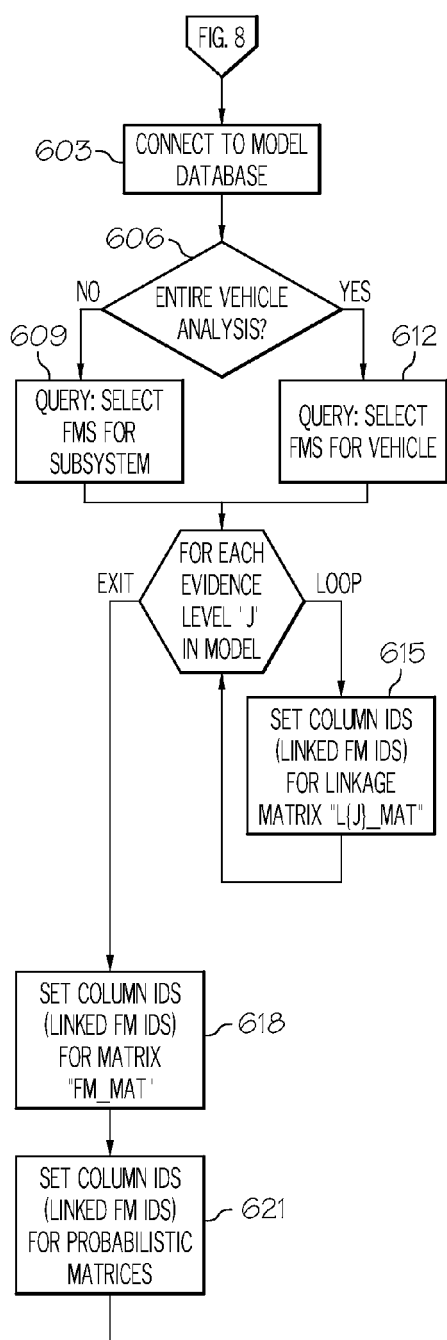 FIG. 8
603
CONNECT TO MODEL
DATABASE
606
ENTIRE VEHICLE
ANALYSIS?
NO
YES
609
QUERY: SELECT
FMS FOR
SUBSYSTEM
612
QUERY: SELECT
FMS FOR VEHICLE
FOR EACH
EVIDENCE
LEVEL 'J'
IN MODEL
EXIT
LOOP
615
SET COLUMN IDS
(LINKED FM IDS)
FOR LINKAGE
MATRIX "L{J}_MAT"
SET COLUMN IDS
(LINKED FM IDS)
FOR MATRIX
"FM_MAT'
618
SET COLUMN IDS
(LINKED FM IDS)
FOR PROBABILISTIC
MATRICES
621